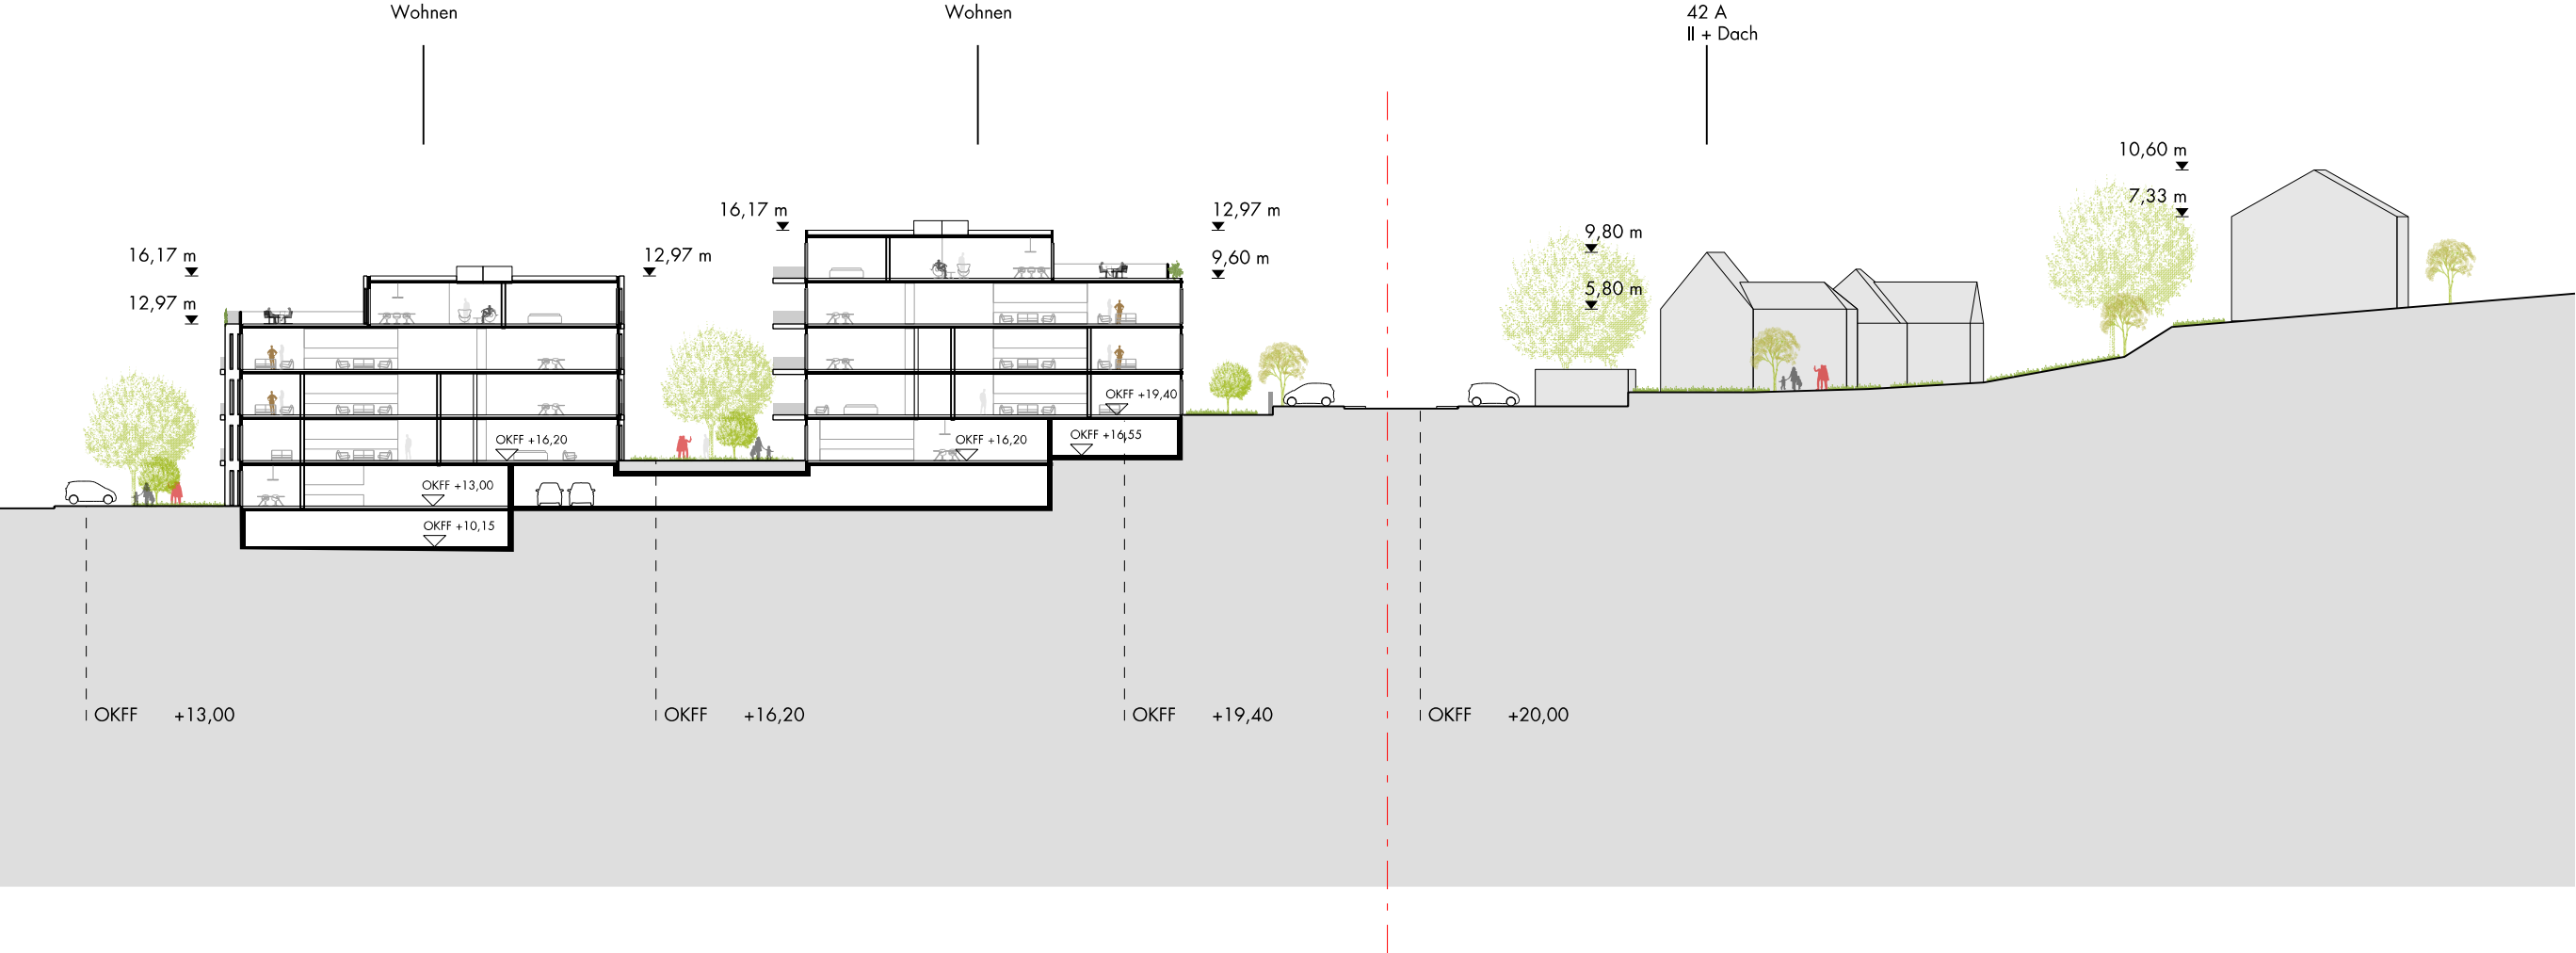 Wohnen
Wohnen
42 A
II + Dach
10,60 m
7,33 m
16,17 m
12,97 m
9,80 m
16,17 m
12,97 m
9,60 m
5,80 m
12,97 m
OKFF +19,40
OKFF +16,20
OKFF +16,20
OKFF +16,55
OKFF +13,00
OKFF +10,15
OKFF +13,00
OKFF +16,20
OKFF +19,40
OKFF +20,00